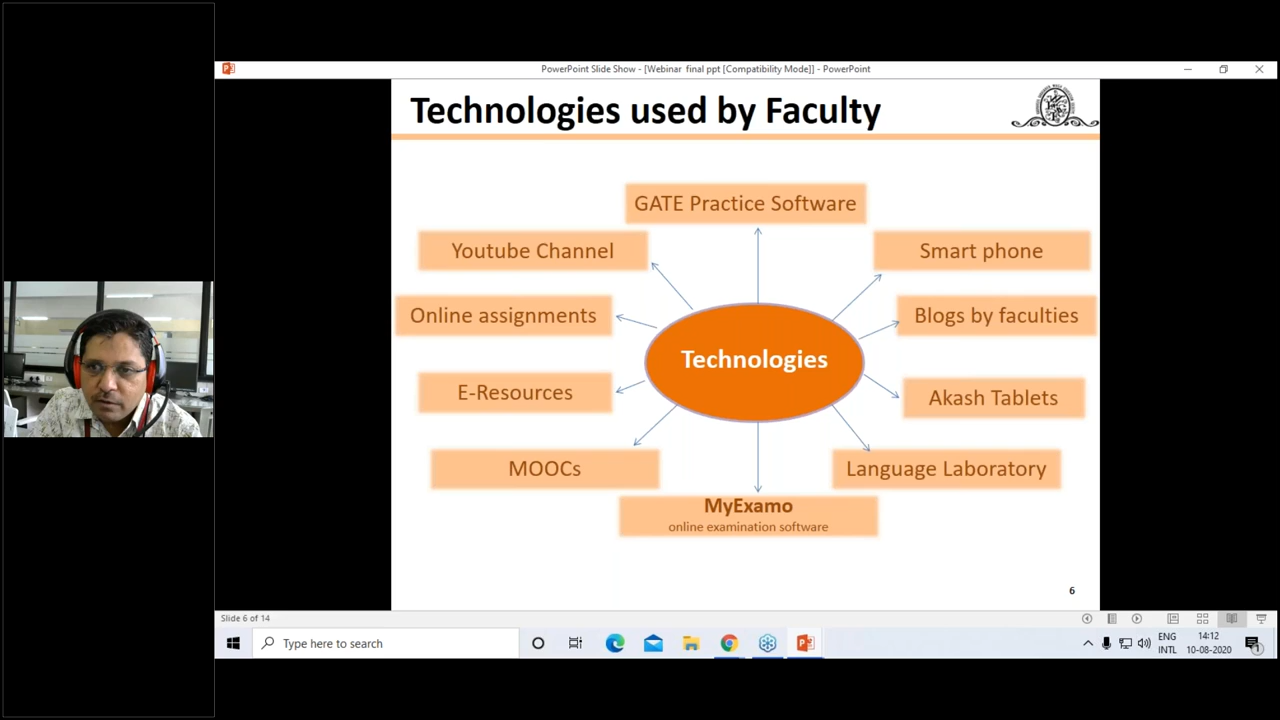 PowerPoint Slide Show - [Webinar  final ppt [Compatibility Mode]] - PowerPoint
Technologies used by Faculty
GATE Practice Software
Youtube Channel
Smart phone
Online assignments
Blogs by faculties
Technologies
E-Resources
Akash Tablets
MOOCs
Language Laboratory
MyExamo
online examination software
6
Slide 6 of 14
Type here to search
ENG
INTL
14:12
10-08-2020
1